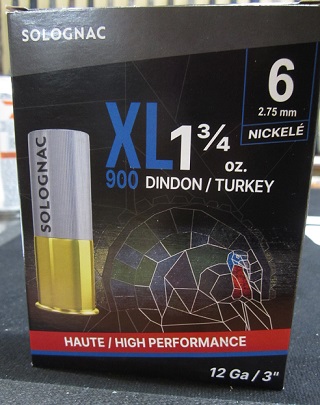 SOLOGNAC
6
2.75 mm
NICKELÉ
XL 1 3/4 oz.
900 DINDON / TURKEY
SOLOGNAC
HAUTE / HIGH PERFORMANCE
12 Ga / 3"